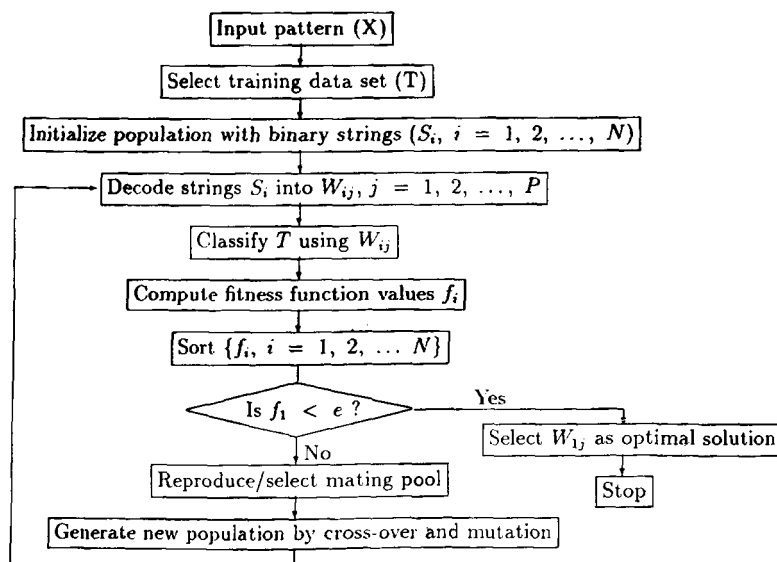 Input pattern (X)
Select training data set (T)
Initialize population with binary strings (S_i, i = 1, 2, ..., N)
Decode strings S_i into W_ij, j = 1, 2, ..., P
Classify T using W_ij
Compute fitness function values f_i
Sort {f_i, i = 1, 2, ... N}
Is f_1 < e ?
Yes
Select W_1j as optimal solution
No
Reproduce/select mating pool
Stop
Generate new population by cross-over and mutation